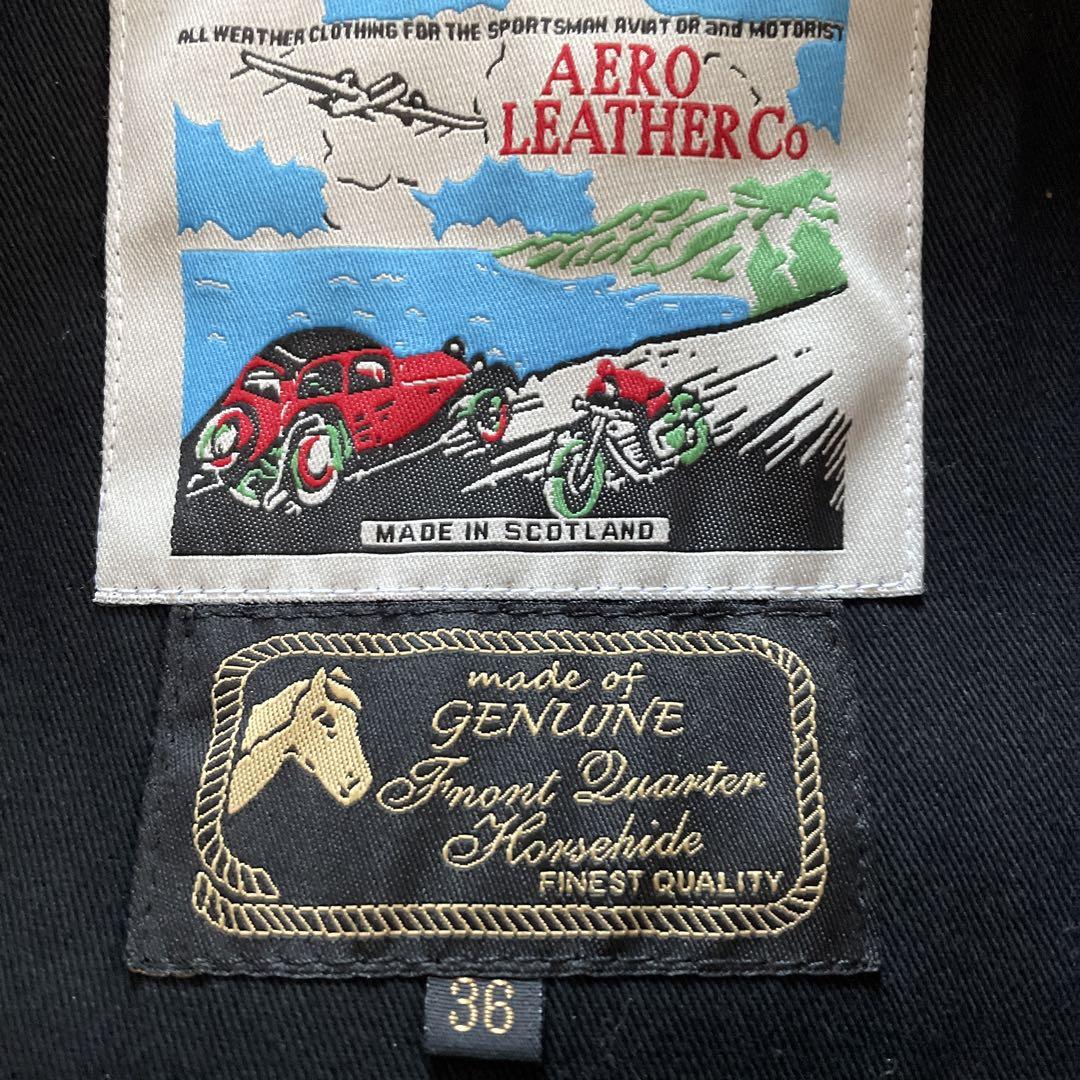 ALL WEATHER CLOTHING FOR THE SPORTSMAN AVIATOR and MOTORIST
AERO
LEATHER Co
MADE IN SCOTLAND
made of
GENUINE
Front Quarter
Horsehide
FINEST QUALITY
36